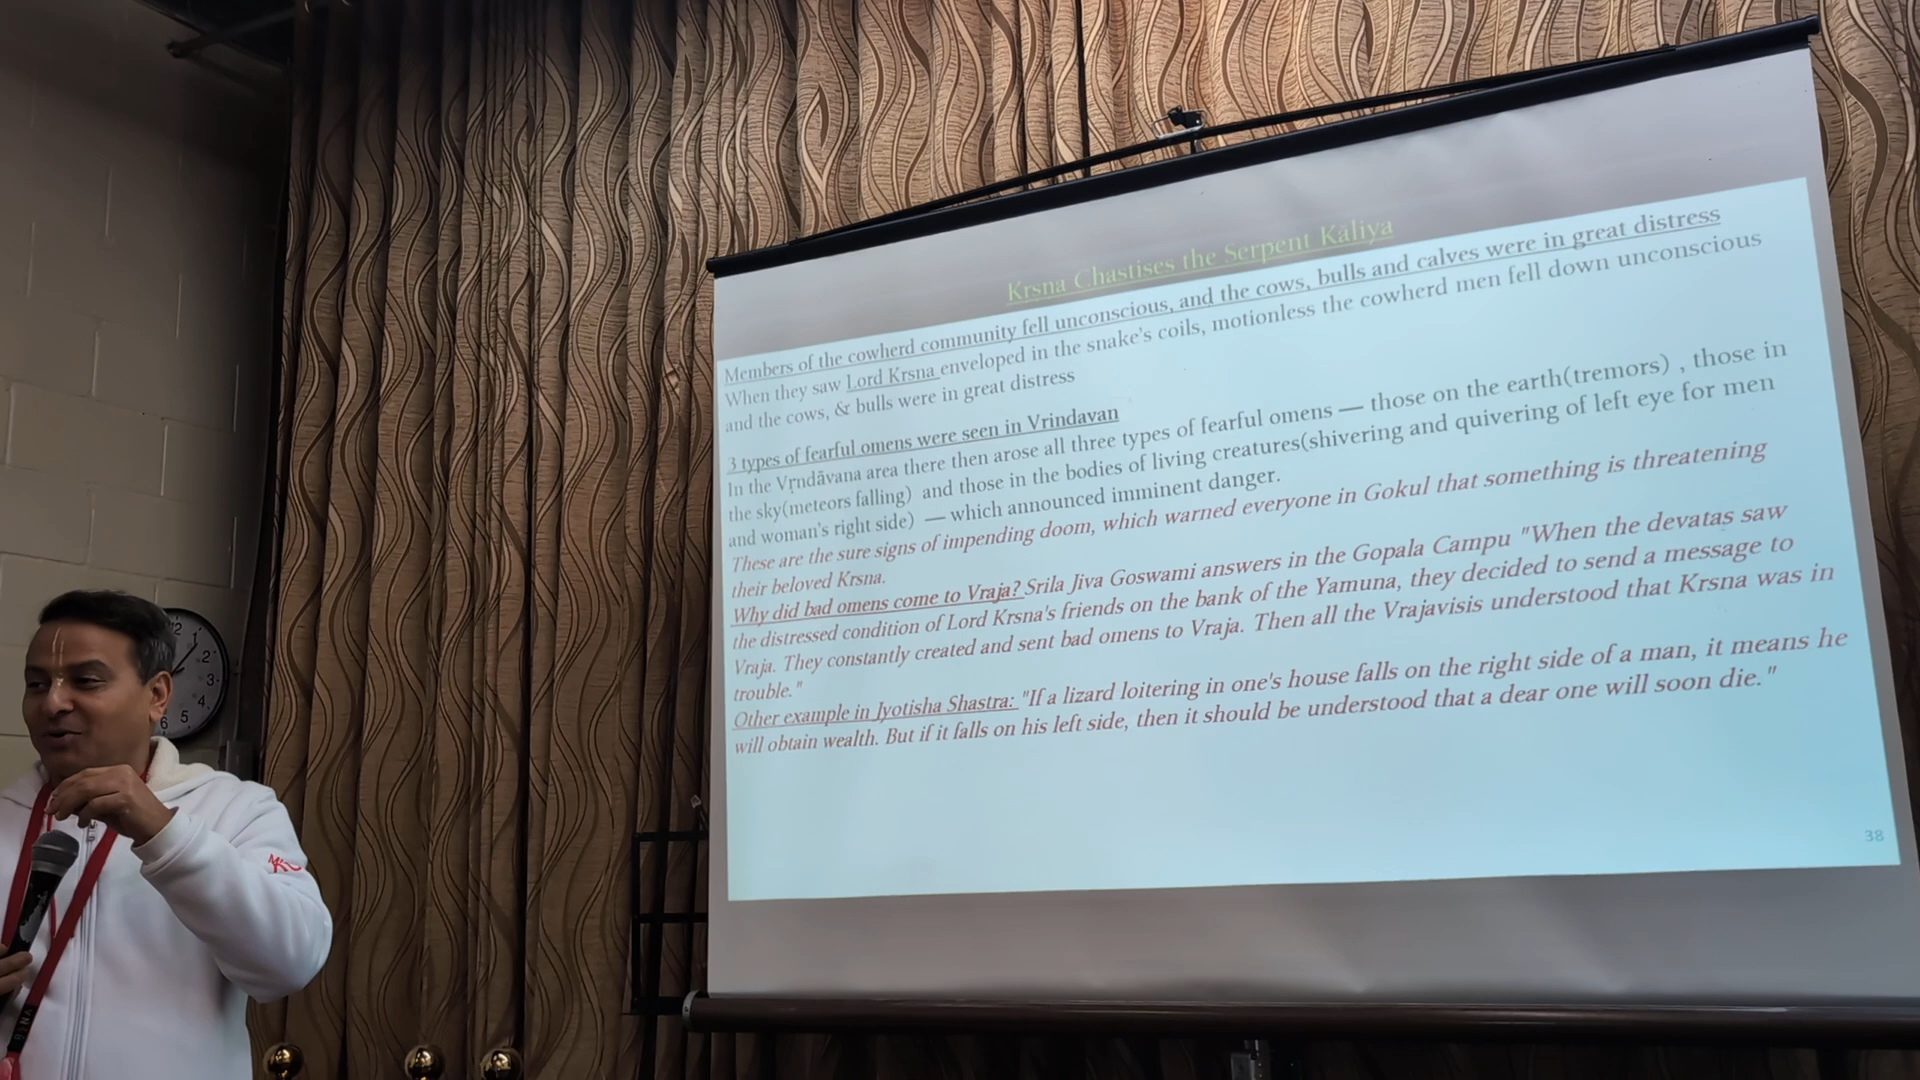 Krsna Chastises the Serpent Kāliya
Members of the cowherd community fell unconscious, and the cows, bulls and calves were in great distress
When they saw Lord Krsna enveloped in the snake's coils, motionless the cowherd men fell down unconscious
and the cows, & bulls were in great distress
3 types of fearful omens were seen in Vrindavan
In the Vṛndāvana area there then arose all three types of fearful omens — those on the earth(tremors) , those in
the sky(meteors falling) and those in the bodies of living creatures(shivering and quivering of left eye for men
and woman's right side) — which announced imminent danger.
These are the sure signs of impending doom, which warned everyone in Gokul that something is threatening
their beloved Krsna.
Why did bad omens come to Vraja? Srila Jiva Goswami answers in the Gopala Campu "When the devatas saw
the distressed condition of Lord Krsna's friends on the bank of the Yamuna, they decided to send a message to
Vraja. They constantly created and sent bad omens to Vraja. Then all the Vrajavisis understood that Krsna was in
trouble."
Other example in Jyotisha Shastra: "If a lizard loitering in one's house falls on the right side of a man, it means he
will obtain wealth. But if it falls on his left side, then it should be understood that a dear one will soon die."
38
12
1
2
3
4
5
6